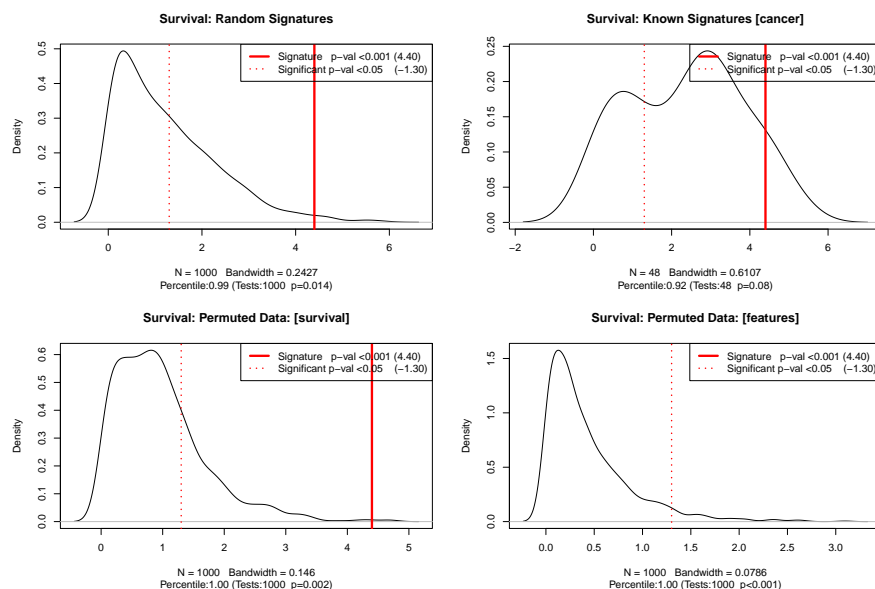 Survival: Random Signatures
Density
0.0 0.1 0.2 0.3 0.4 0.5
Signature p−val <0.001 (4.40)
Significant p−val <0.05 (−1.30)
0 2 4 6
N = 1000 Bandwidth = 0.2427
Percentile:0.99 (Tests:1000 p=0.014)
Survival: Known Signatures [cancer]
Density
0.00 0.05 0.10 0.15 0.20 0.25
Signature p−val <0.001 (4.40)
Significant p−val <0.05 (−1.30)
−2 0 2 4 6
N = 48 Bandwidth = 0.6107
Percentile:0.92 (Tests:48 p=0.08)
Survival: Permuted Data: [survival]
Density
0.0 0.1 0.2 0.3 0.4 0.5 0.6
Signature p−val <0.001 (4.40)
Significant p−val <0.05 (−1.30)
0 1 2 3 4 5
N = 1000 Bandwidth = 0.146
Percentile:1.00 (Tests:1000 p=0.002)
Survival: Permuted Data: [features]
Density
0.0 0.5 1.0 1.5
Signature p−val <0.001 (4.40)
Significant p−val <0.05 (−1.30)
0.0 0.5 1.0 1.5 2.0 2.5 3.0
N = 1000 Bandwidth = 0.0786
Percentile:1.00 (Tests:1000 p<0.001)